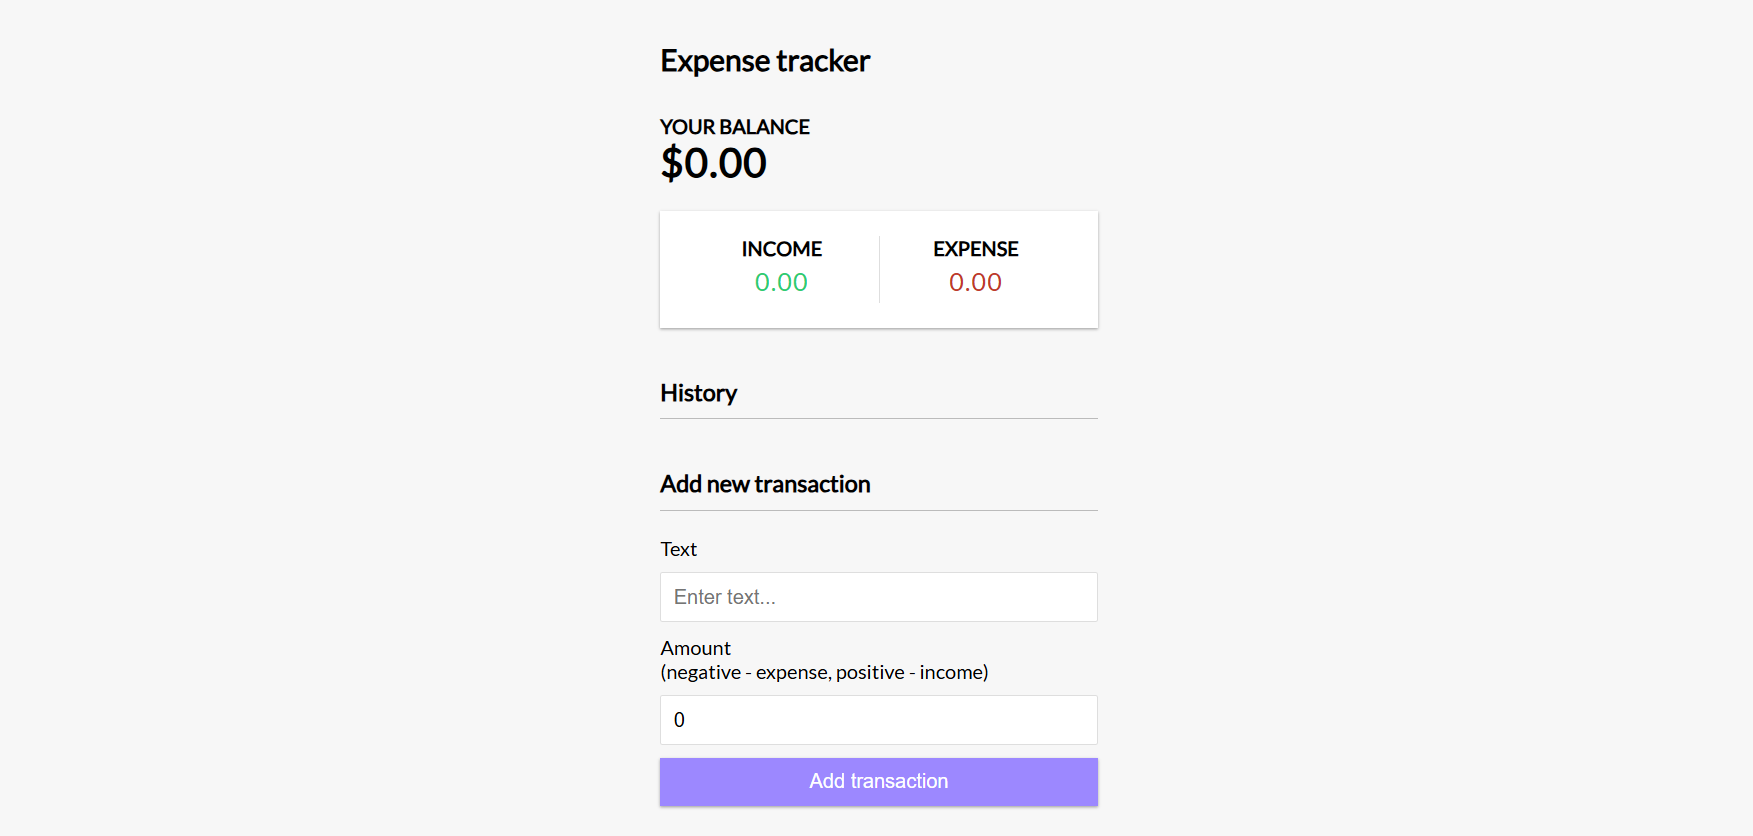 Expense tracker
YOUR BALANCE
$0.00
INCOME
0.00
EXPENSE
0.00
History
Add new transaction
Text
Enter text...
Amount
(negative - expense, positive - income)
0
Add transaction